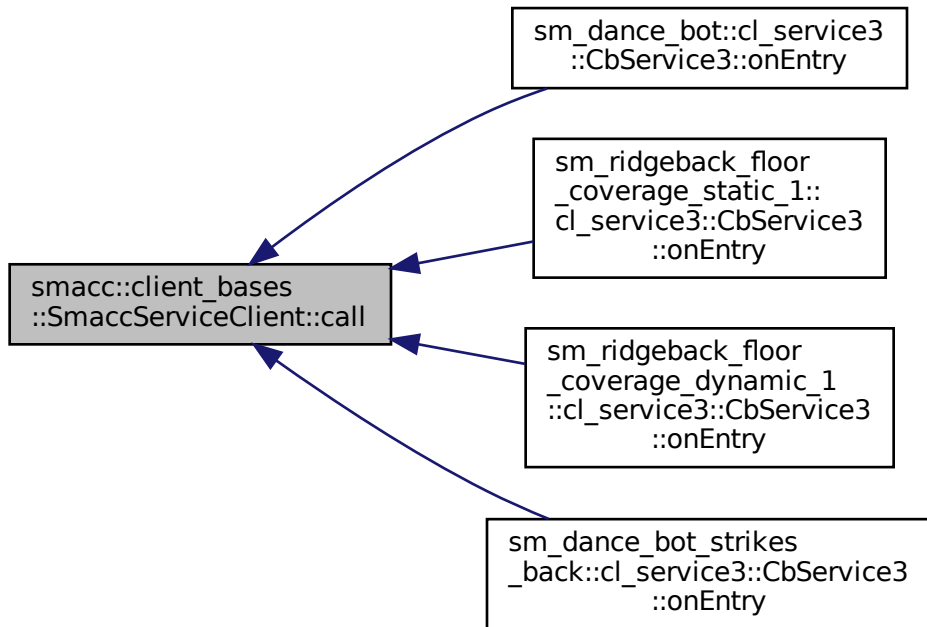 sm_dance_bot::cl_service3
::CbService3::onEntry
sm_ridgeback_floor
_coverage_static_1::
cl_service3::CbService3
::onEntry
smacc::client_bases
::SmaccServiceClient::call
sm_ridgeback_floor
_coverage_dynamic_1
::cl_service3::CbService3
::onEntry
sm_dance_bot_strikes
_back::cl_service3::CbService3
::onEntry